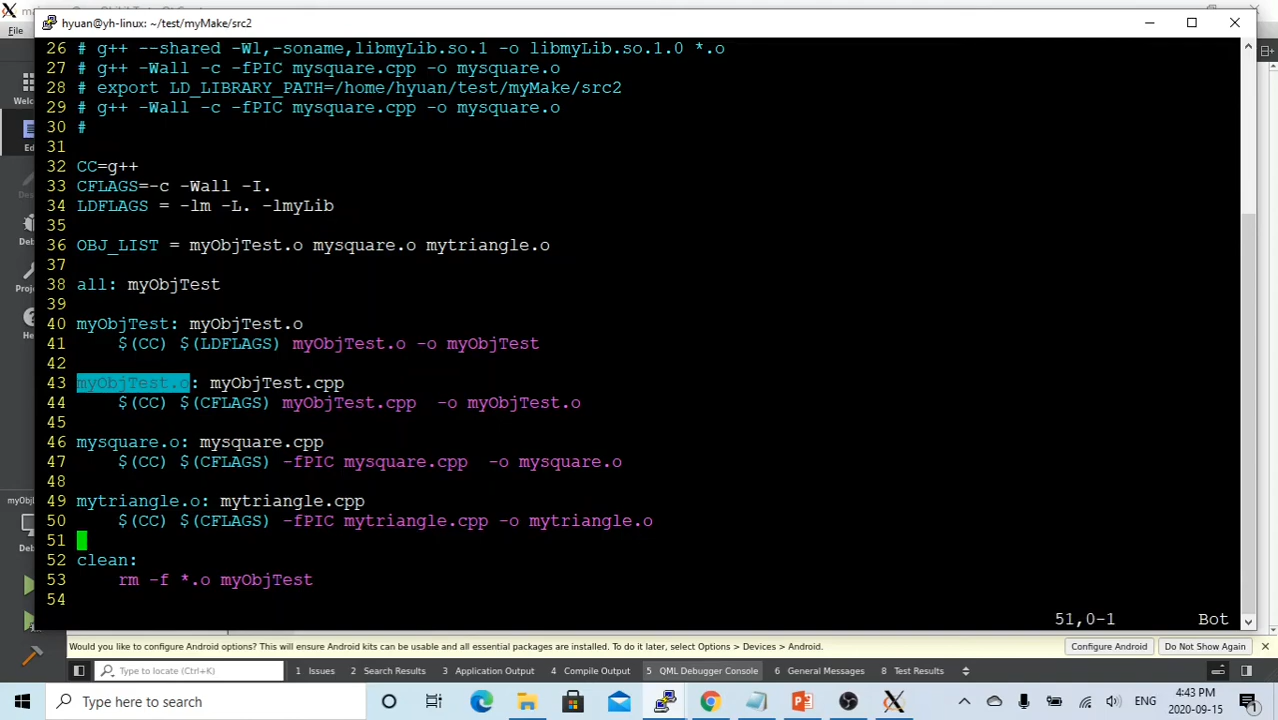 hyuan@yh-linux: ~/test/myMake/src2
File
26 # g++ --shared -Wl,-soname,libmyLib.so.1 -o libmyLib.so.1.0 *.o
27 # g++ -Wall -c -fPIC mysquare.cpp -o mysquare.o
28 # export LD_LIBRARY_PATH=/home/hyuan/test/myMake/src2
29 # g++ -Wall -c -fPIC mysquare.cpp -o mysquare.o
30 #
31
32 CC=g++
33 CFLAGS=-c -Wall -I.
34 LDFLAGS = -lm -L. -lmyLib
35
36 OBJ_LIST = myObjTest.o mysquare.o mytriangle.o
37
38 all: myObjTest
39
40 myObjTest: myObjTest.o
41 $(CC) $(LDFLAGS) myObjTest.o -o myObjTest
42
43 myObjTest.o: myObjTest.cpp
44 $(CC) $(CFLAGS) myObjTest.cpp -o myObjTest.o
45
46 mysquare.o: mysquare.cpp
47 $(CC) $(CFLAGS) -fPIC mysquare.cpp -o mysquare.o
48
49 mytriangle.o: mytriangle.cpp
50 $(CC) $(CFLAGS) -fPIC mytriangle.cpp -o mytriangle.o
51
52 clean:
53 rm -f *.o myObjTest
54
51,0-1 Bot
Would you like to configure Android options? This will ensure Android kits can be usable and all essential packages are installed. To do it later, select Options > Devices > Android.
Configure Android
Do Not Show Again
Type to locate (Ctrl+K)
1 Issues 2 Search Results 3 Application Output 4 Compile Output 5 QML Debugger Console 6 General Messages 8 Test Results
Type here to search
ENG
4:43 PM
2020-09-15